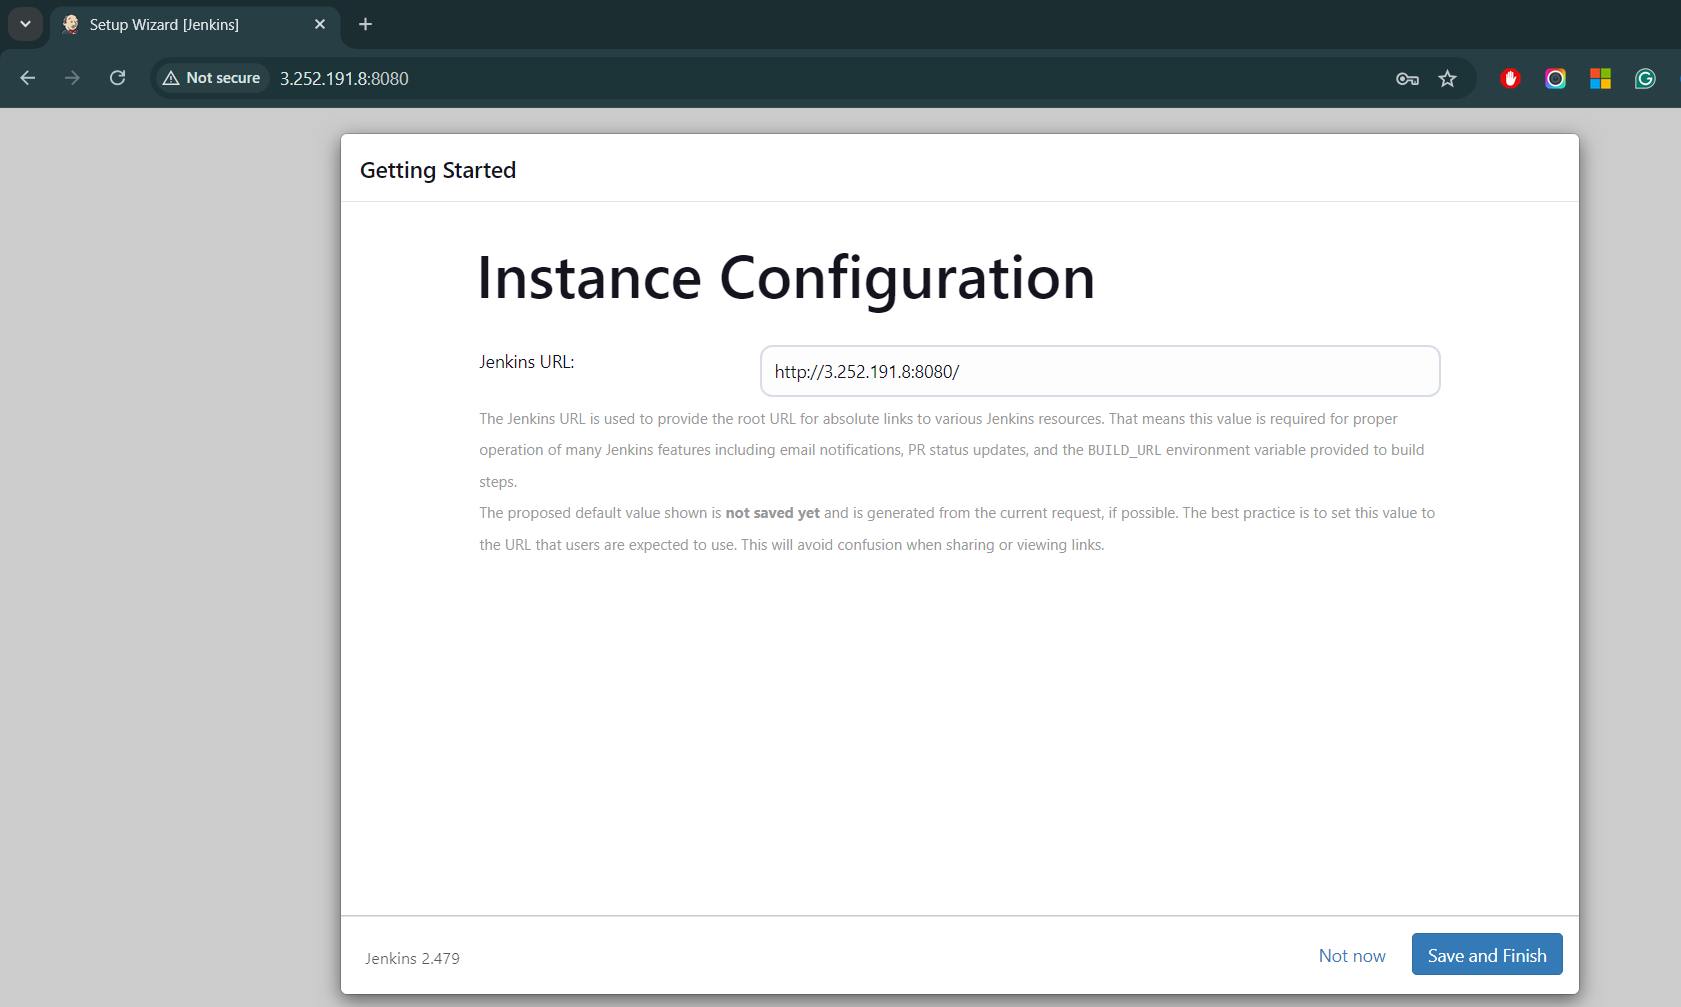 Setup Wizard [Jenkins]
Not secure 3.252.191.8:8080
Getting Started
Instance Configuration
Jenkins URL: http://3.252.191.8:8080/
The Jenkins URL is used to provide the root URL for absolute links to various Jenkins resources. That means this value is required for proper
operation of many Jenkins features including email notifications, PR status updates, and the BUILD_URL environment variable provided to build
steps.
The proposed default value shown is not saved yet and is generated from the current request, if possible. The best practice is to set this value to
the URL that users are expected to use. This will avoid confusion when sharing or viewing links.
Jenkins 2.479 Not now Save and Finish